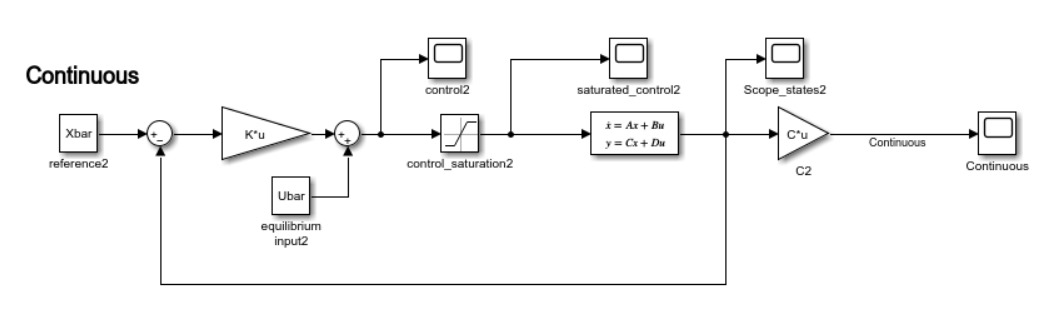 Continuous
control2
saturated_control2
Scope_states2
Xbar
reference2
+
−
K*u
+
+
control_saturation2
ẋ = Ax + Bu
y = Cx + Du
C*u
C2
Continuous
Continuous
Ubar
equilibrium
input2